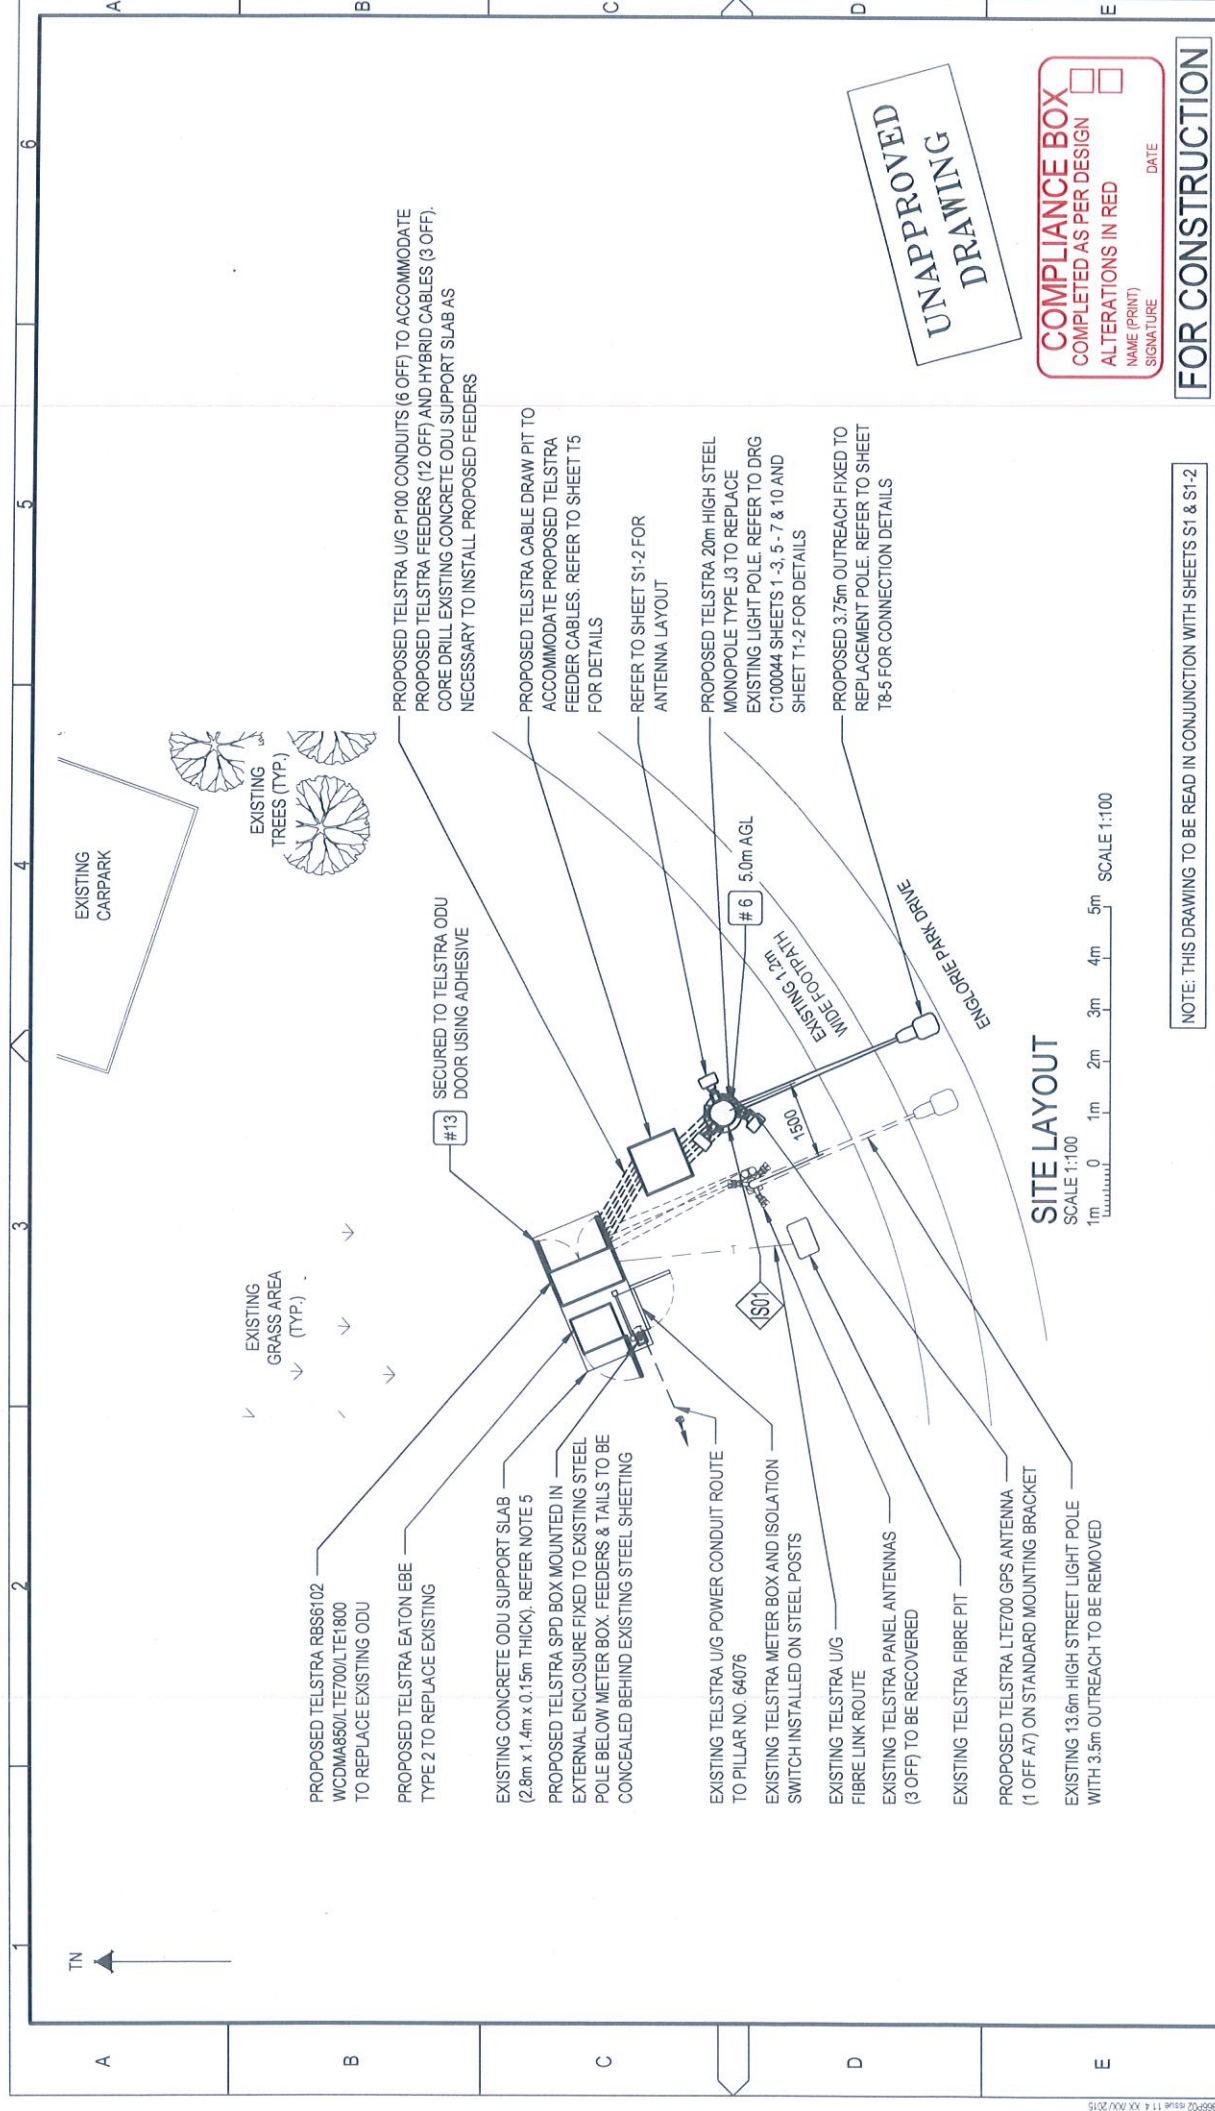 1
2
3
4
5
6
A
B
C
D
E
A
B
C
D
E
TN
EXISTING
CARPARK
EXISTING
TREES (TYP.)
EXISTING
GRASS AREA
(TYP.)
#13
SECURED TO TELSTRA ODU
DOOR USING ADHESIVE
PROPOSED TELSTRA RBS6102
WCDMA850/LTE700/LTE1800
TO REPLACE EXISTING ODU
PROPOSED TELSTRA EATON EBE
TYPE 2 TO REPLACE EXISTING
EXISTING CONCRETE ODU SUPPORT SLAB
(2.8m x 1.4m x 0.15m THICK). REFER NOTE 5
PROPOSED TELSTRA SPD BOX MOUNTED IN
EXTERNAL ENCLOSURE FIXED TO EXISTING STEEL
POLE BELOW METER BOX. FEEDERS & TAILS TO BE
CONCEALED BEHIND EXISTING STEEL SHEETING
EXISTING TELSTRA U/G POWER CONDUIT ROUTE
TO PILLAR NO. 64076
EXISTING TELSTRA METER BOX AND ISOLATION
SWITCH INSTALLED ON STEEL POSTS
EXISTING TELSTRA U/G
FIBRE LINK ROUTE
EXISTING TELSTRA PANEL ANTENNAS
(3 OFF) TO BE RECOVERED
EXISTING TELSTRA FIBRE PIT
PROPOSED TELSTRA LTE700 GPS ANTENNA
(1 OFF A7) ON STANDARD MOUNTING BRACKET
EXISTING 13.6m HIGH STREET LIGHT POLE
WITH 3.5m OUTREACH TO BE REMOVED
T
IS01
1500
# 6
5.0m AGL
EXISTING 1.2m
WIDE FOOTPATH
ENGLORIE PARK DRIVE
PROPOSED TELSTRA U/G P100 CONDUITS (6 OFF) TO ACCOMMODATE
PROPOSED TELSTRA FEEDERS (12 OFF) AND HYBRID CABLES (3 OFF).
CORE DRILL EXISTING CONCRETE ODU SUPPORT SLAB AS
NECESSARY TO INSTALL PROPOSED FEEDERS
PROPOSED TELSTRA CABLE DRAW PIT TO
ACCOMMODATE PROPOSED TELSTRA
FEEDER CABLES. REFER TO SHEET T5
FOR DETAILS
REFER TO SHEET S1-2 FOR
ANTENNA LAYOUT
PROPOSED TELSTRA 20m HIGH STEEL
MONOPOLE TYPE J3 TO REPLACE
EXISTING LIGHT POLE. REFER TO DRG
C100044 SHEETS 1 -3, 5 - 7 & 10 AND
SHEET T1-2 FOR DETAILS
PROPOSED 3.75m OUTREACH FIXED TO
REPLACEMENT POLE. REFER TO SHEET
T8-5 FOR CONNECTION DETAILS
SITE LAYOUT
SCALE 1:100
1m 0 1m 2m 3m 4m 5m SCALE 1:100
NOTE: THIS DRAWING TO BE READ IN CONJUNCTION WITH SHEETS S1 & S1-2
UNAPPROVED
DRAWING
COMPLIANCE BOX
COMPLETED AS PER DESIGN
ALTERATIONS IN RED
NAME (PRINT)
SIGNATURE DATE
FOR CONSTRUCTION
issue 11.4 XX /XX/ 2015